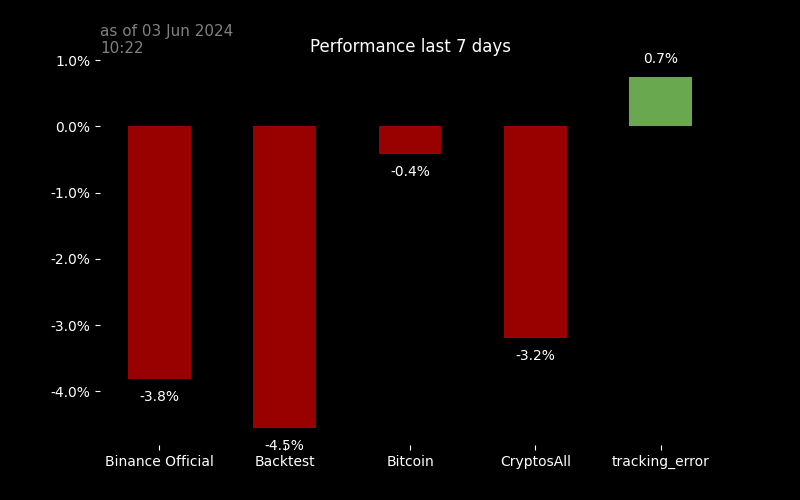 as of 03 Jun 2024
10:22
Performance last 7 days
1.0%
0.0%
-1.0%
-2.0%
-3.0%
-4.0%
-3.8%
-4.5%
-0.4%
-3.2%
0.7%
Binance Official
Backtest
Bitcoin
CryptosAll
tracking_error